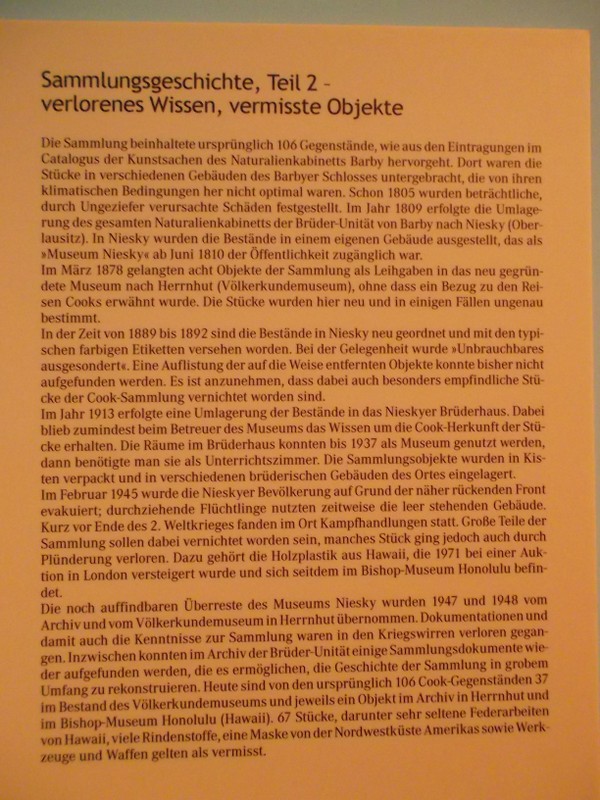 Sammlungsgeschichte, Teil 2 –
verlorenes Wissen, vermisste Objekte
Die Sammlung beinhaltete ursprünglich 106 Gegenstände, wie aus den Eintragungen im
Catalogus der Kunstsachen des Naturalienkabinetts Barby hervorgeht. Dort waren die
Stücke in verschiedenen Gebäuden des Barbyer Schlosses untergebracht, die von ihren
klimatischen Bedingungen her nicht optimal waren. Schon 1805 wurden beträchtliche,
durch Ungeziefer verursachte Schäden festgestellt. Im Jahr 1809 erfolgte die Umlage-
rung des gesamten Naturalienkabinetts der Brüder-Unität von Barby nach Niesky (Ober-
lausitz). In Niesky wurden die Bestände in einem eigenen Gebäude ausgestellt, das als
»Museum Niesky« ab Juni 1810 der Öffentlichkeit zugänglich war.
Im März 1878 gelangten acht Objekte der Sammlung als Leihgaben in das neu gegrün-
dete Museum nach Herrnhut (Völkerkundemuseum), ohne dass ein Bezug zu den Rei-
sen Cooks erwähnt wurde. Die Stücke wurden hier neu und in einigen Fällen ungenau
bestimmt.
In der Zeit von 1889 bis 1892 sind die Bestände in Niesky neu geordnet und mit den typi-
schen farbigen Etiketten versehen worden. Bei der Gelegenheit wurde »Unbrauchbares
ausgesondert«. Eine Auflistung der auf die Weise entfernten Objekte konnte bisher nicht
aufgefunden werden. Es ist anzunehmen, dass dabei auch besonders empfindliche Stü-
cke der Cook-Sammlung vernichtet worden sind.
Im Jahr 1913 erfolgte eine Umlagerung der Bestände in das Nieskyer Brüderhaus. Dabei
blieb zumindest beim Betreuer des Museums das Wissen um die Cook-Herkunft der Stü-
cke erhalten. Die Räume im Brüderhaus konnten bis 1937 als Museum genutzt werden,
dann benötigte man sie als Unterrichtszimmer. Die Sammlungsobjekte wurden in Kis-
ten verpackt und in verschiedenen brüderischen Gebäuden des Ortes eingelagert.
Im Februar 1945 wurde die Nieskyer Bevölkerung auf Grund der näher rückenden Front
evakuiert; durchziehende Flüchtlinge nutzten zeitweise die leer stehenden Gebäude.
Kurz vor Ende des 2. Weltkrieges fanden im Ort Kampfhandlungen statt. Große Teile der
Sammlung sollen dabei vernichtet worden sein, manches Stück ging jedoch auch durch
Plünderung verloren. Dazu gehört die Holzplastik aus Hawaii, die 1971 bei einer Auk-
tion in London versteigert wurde und sich seitdem im Bishop-Museum Honolulu befin-
det.
Die noch auffindbaren Überreste des Museums Niesky wurden 1947 und 1948 vom
Archiv und vom Völkerkundemuseum in Herrnhut übernommen. Dokumentationen und
damit auch die Kenntnisse zur Sammlung waren in den Kriegswirren verloren gegan-
gen. Inzwischen konnten im Archiv der Brüder-Unität einige Sammlungsdokumente wie-
der aufgefunden werden, die es ermöglichen, die Geschichte der Sammlung in grobem
Umfang zu rekonstruieren. Heute sind von den ursprünglich 106 Cook-Gegenständen 37
im Bestand des Völkerkundemuseums und jeweils ein Objekt im Archiv in Herrnhut und
im Bishop-Museum Honolulu (Hawaii). 67 Stücke, darunter sehr seltene Federarbeiten
von Hawaii, viele Rindenstoffe, eine Maske von der Nordwestküste Amerikas sowie Werk-
zeuge und Waffen gelten als vermisst.